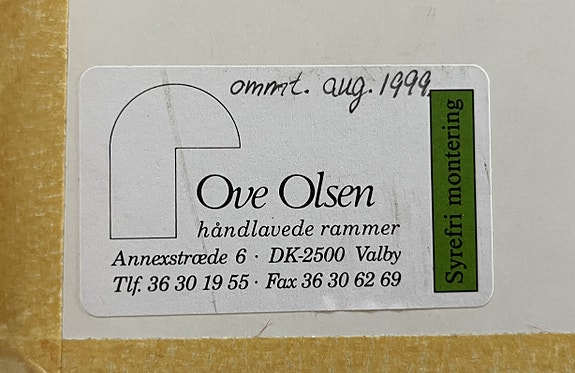 ommt. aug. 1999.
Ove Olsen
håndlavede rammer
Annexstræde 6 · DK-2500 Valby
Tlf. 36 30 19 55 · Fax 36 30 62 69
Syrefri montering